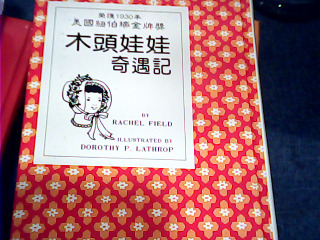 榮獲1930年
美國紐伯瑞金牌獎
木頭娃娃
奇遇記
BY
RACHEL FIELD
ILLUSTRATED BY
DOROTHY P. LATHROP